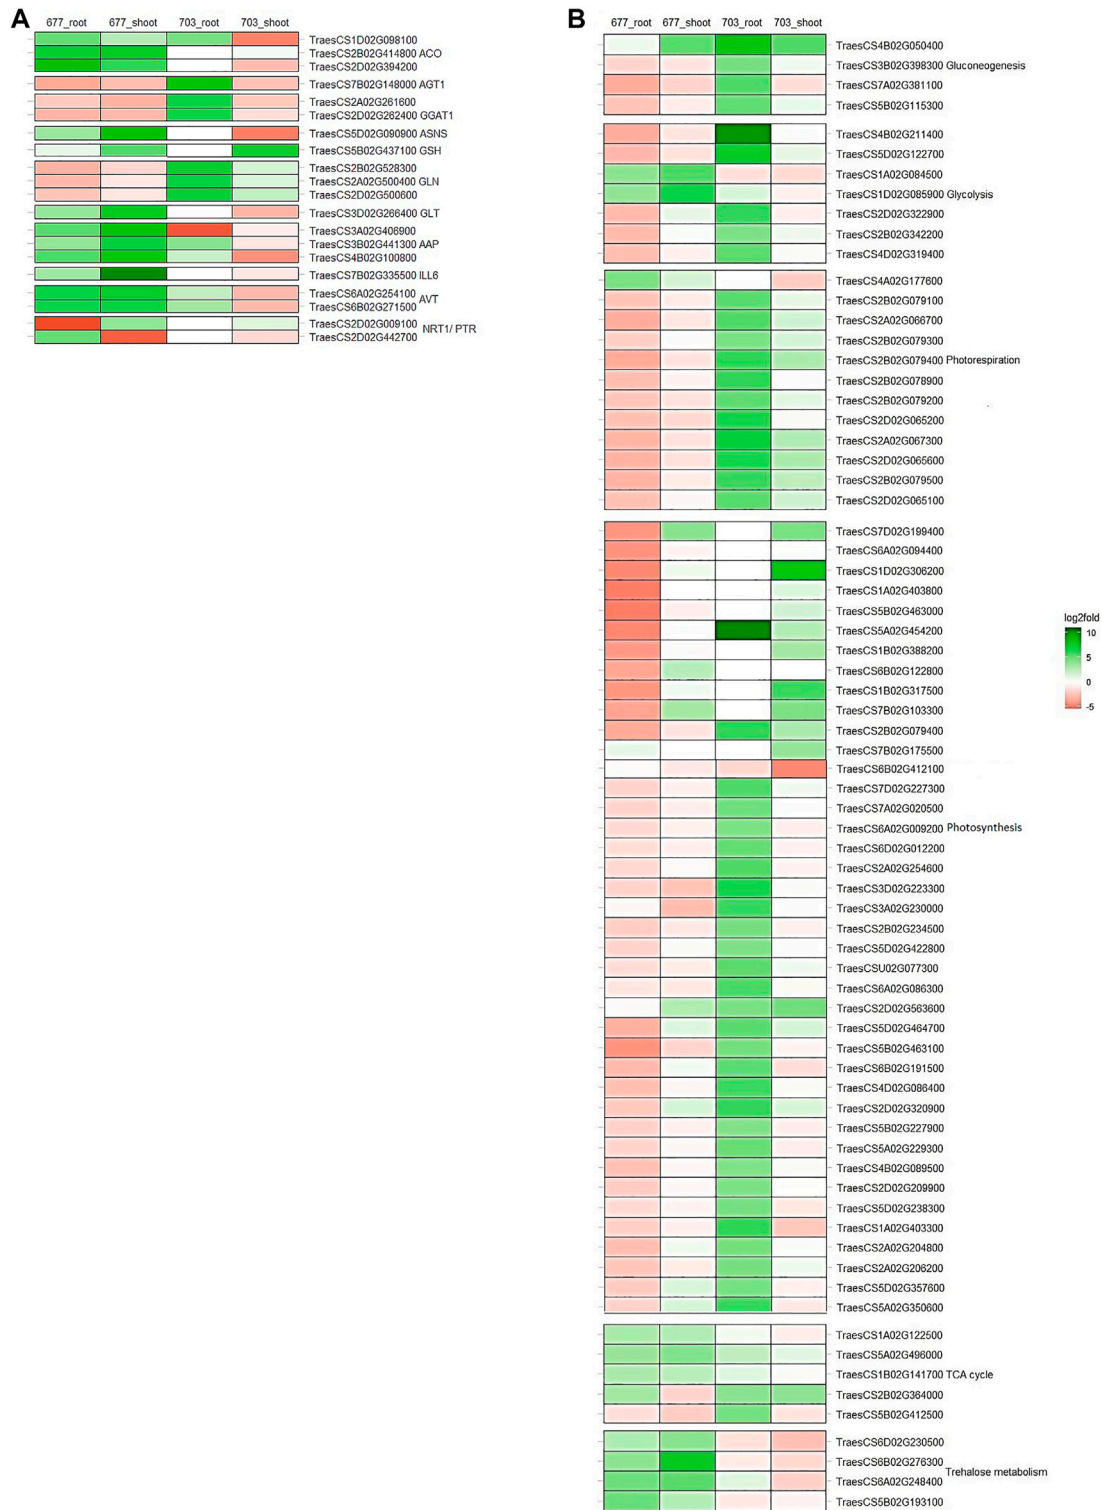 A
677_root 677_shoot 703_root 703_shoot
TraesCS1D02G098100
TraesCS2B02G414800 ACO
TraesCS2D02G394200
TraesCS7B02G148000 AGT1
TraesCS2A02G261600
TraesCS2D02G262400 GGAT1
TraesCS5D02G090900 ASNS
TraesCS5B02G437100 GSH
TraesCS2B02G528300
TraesCS2A02G500400 GLN
TraesCS2D02G500600
TraesCS3D02G266400 GLT
TraesCS3A02G406900
TraesCS3B02G441300 AAP
TraesCS4B02G100800
TraesCS7B02G335500 ILL6
TraesCS6A02G254100
AVT
TraesCS6B02G271500
TraesCS2D02G009100
NRT1/ PTR
TraesCS2D02G442700
B
677_root 677_shoot 703_root 703_shoot
TraesCS4B02G050400
TraesCS3B02G398300 Gluconeogenesis
TraesCS7A02G381100
TraesCS5B02G115300
TraesCS4B02G211400
TraesCS5D02G122700
TraesCS1A02G084500
TraesCS1D02G085900 Glycolysis
TraesCS2D02G322900
TraesCS2B02G342200
TraesCS4D02G319400
TraesCS4A02G177600
TraesCS2B02G079100
TraesCS2A02G066700
TraesCS2B02G079300
TraesCS2B02G079400 Photorespiration
TraesCS2B02G078900
TraesCS2B02G079200
TraesCS2D02G065200
TraesCS2A02G067300
TraesCS2D02G065600
TraesCS2B02G079500
TraesCS2D02G065100
TraesCS7D02G199400
TraesCS6A02G094400
TraesCS1D02G306200
TraesCS1A02G403800
TraesCS5B02G463000
TraesCS5A02G454200
TraesCS1B02G388200
TraesCS6B02G122800
TraesCS1B02G317500
TraesCS7B02G103300
TraesCS2B02G079400
TraesCS7B02G175500
TraesCS6B02G412100
TraesCS7D02G227300
TraesCS7A02G020500
TraesCS6A02G009200 Photosynthesis
TraesCS6D02G012200
TraesCS2A02G254600
TraesCS3D02G223300
TraesCS3A02G230000
TraesCS2B02G234500
TraesCS5D02G422800
TraesCSU02G077300
TraesCS6A02G086300
TraesCS2D02G563600
TraesCS5D02G464700
TraesCS5B02G463100
TraesCS6B02G191500
TraesCS4D02G086400
TraesCS2D02G320900
TraesCS5B02G227900
TraesCS5A02G229300
TraesCS4B02G089500
TraesCS2D02G209900
TraesCS5D02G238300
TraesCS1A02G403300
TraesCS2A02G204800
TraesCS2A02G206200
TraesCS5D02G357600
TraesCS5A02G350600
TraesCS1A02G122500
TraesCS5A02G496000
TraesCS1B02G141700 TCA cycle
TraesCS2B02G364000
TraesCS5B02G412500
TraesCS6D02G230500
TraesCS6B02G276300
Trehalose metabolism
TraesCS6A02G248400
TraesCS5B02G193100
log2fold
10
5
0
-5